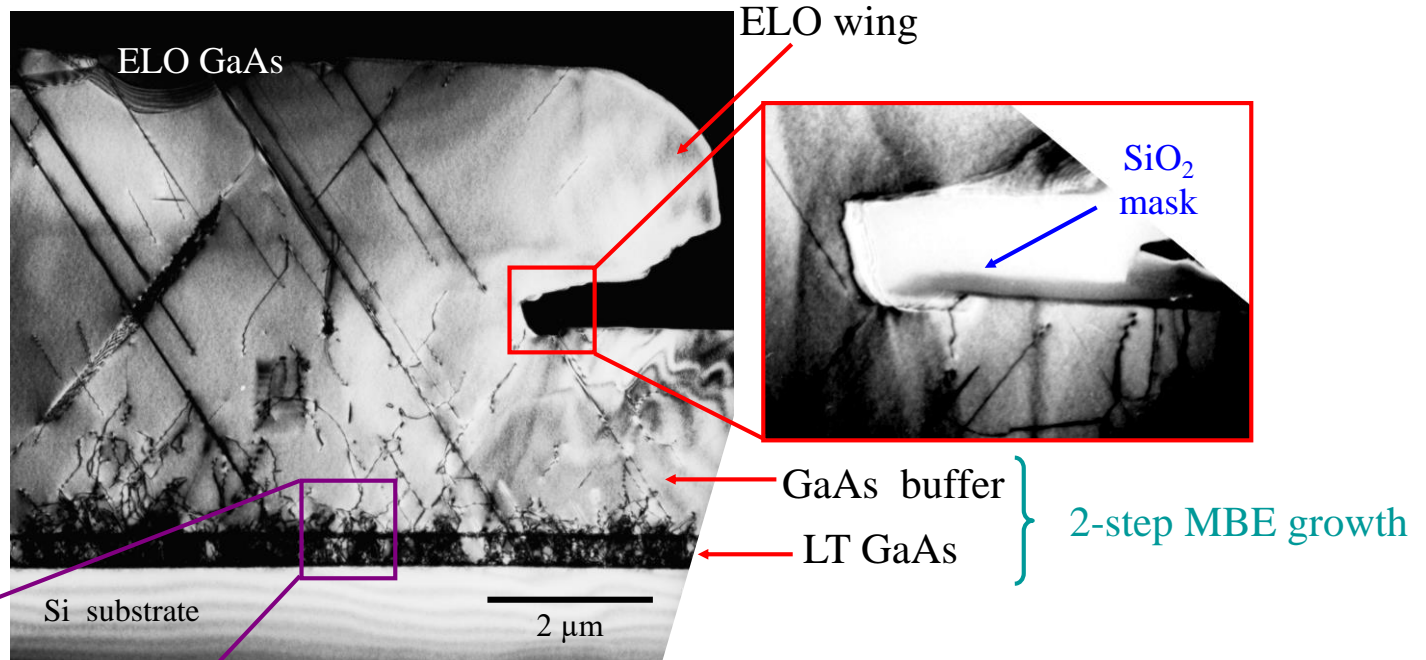 ELO wing
ELO GaAs
SiO₂
mask
GaAs buffer
2-step MBE growth
LT GaAs
Si substrate
2 µm